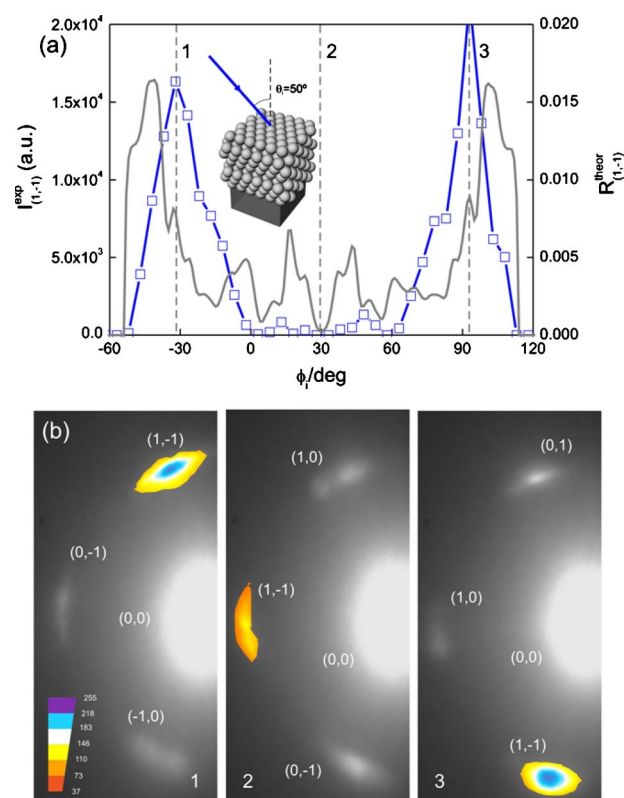 (a)
1
2
3
θi=50º
2.0x10⁴
1.5x10⁴
1.0x10⁴
5.0x10³
0.0
I exp (1,-1) (a.u.)
0.020
0.015
0.010
0.005
0.000
R theor (1,-1)
-60 -30 0 30 60 90 120
ϕi/deg
(b)
(1,-1)
(0,-1)
(0,0)
(-1,0)
255
218
183
146
110
73
37
1
(1,0)
(1,-1)
(0,0)
(0,-1)
2
(0,1)
(1,0)
(0,0)
(1,-1)
3